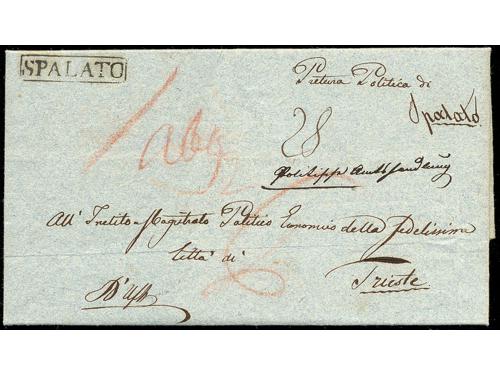 SPALATO
Pretura Politica di
Spalato
28
All' Inclito Magistrato Politico Economico della fedelissima
Città di
Trieste